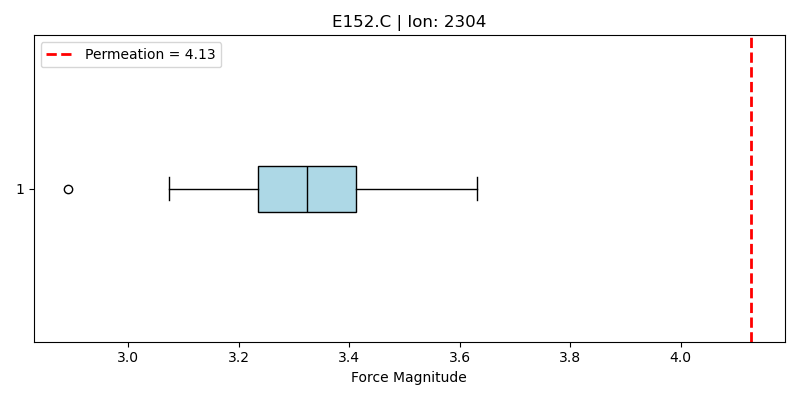 E152.C | Ion: 2304
Permeation = 4.13
1
3.0 3.2 3.4 3.6 3.8 4.0
Force Magnitude